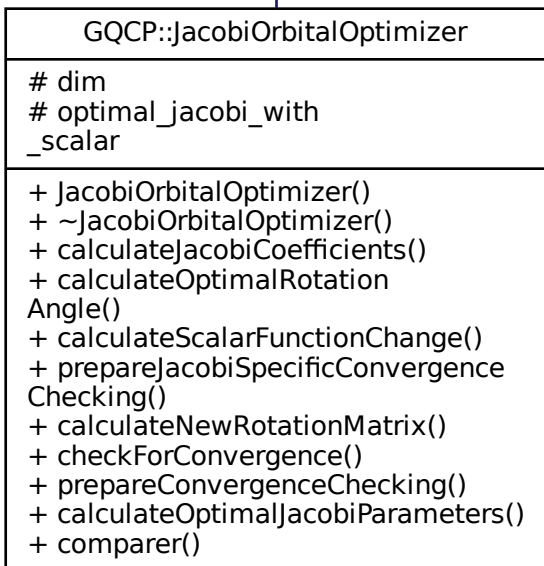 GQCP::JacobiOrbitalOptimizer
# dim
# optimal_jacobi_with
_scalar
+ JacobiOrbitalOptimizer()
+ ~JacobiOrbitalOptimizer()
+ calculateJacobiCoefficients()
+ calculateOptimalRotation
Angle()
+ calculateScalarFunctionChange()
+ prepareJacobiSpecificConvergence
Checking()
+ calculateNewRotationMatrix()
+ checkForConvergence()
+ prepareConvergenceChecking()
+ calculateOptimalJacobiParameters()
+ comparer()